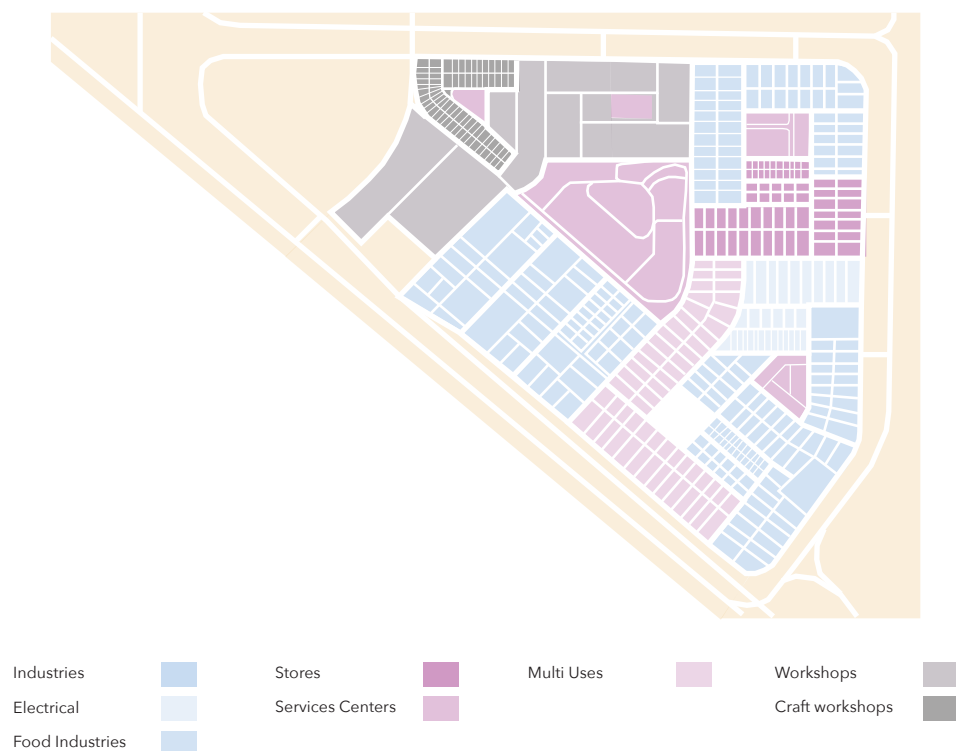 Industries
Stores
Multi Uses
Workshops
Electrical
Services Centers
Craft workshops
Food Industries